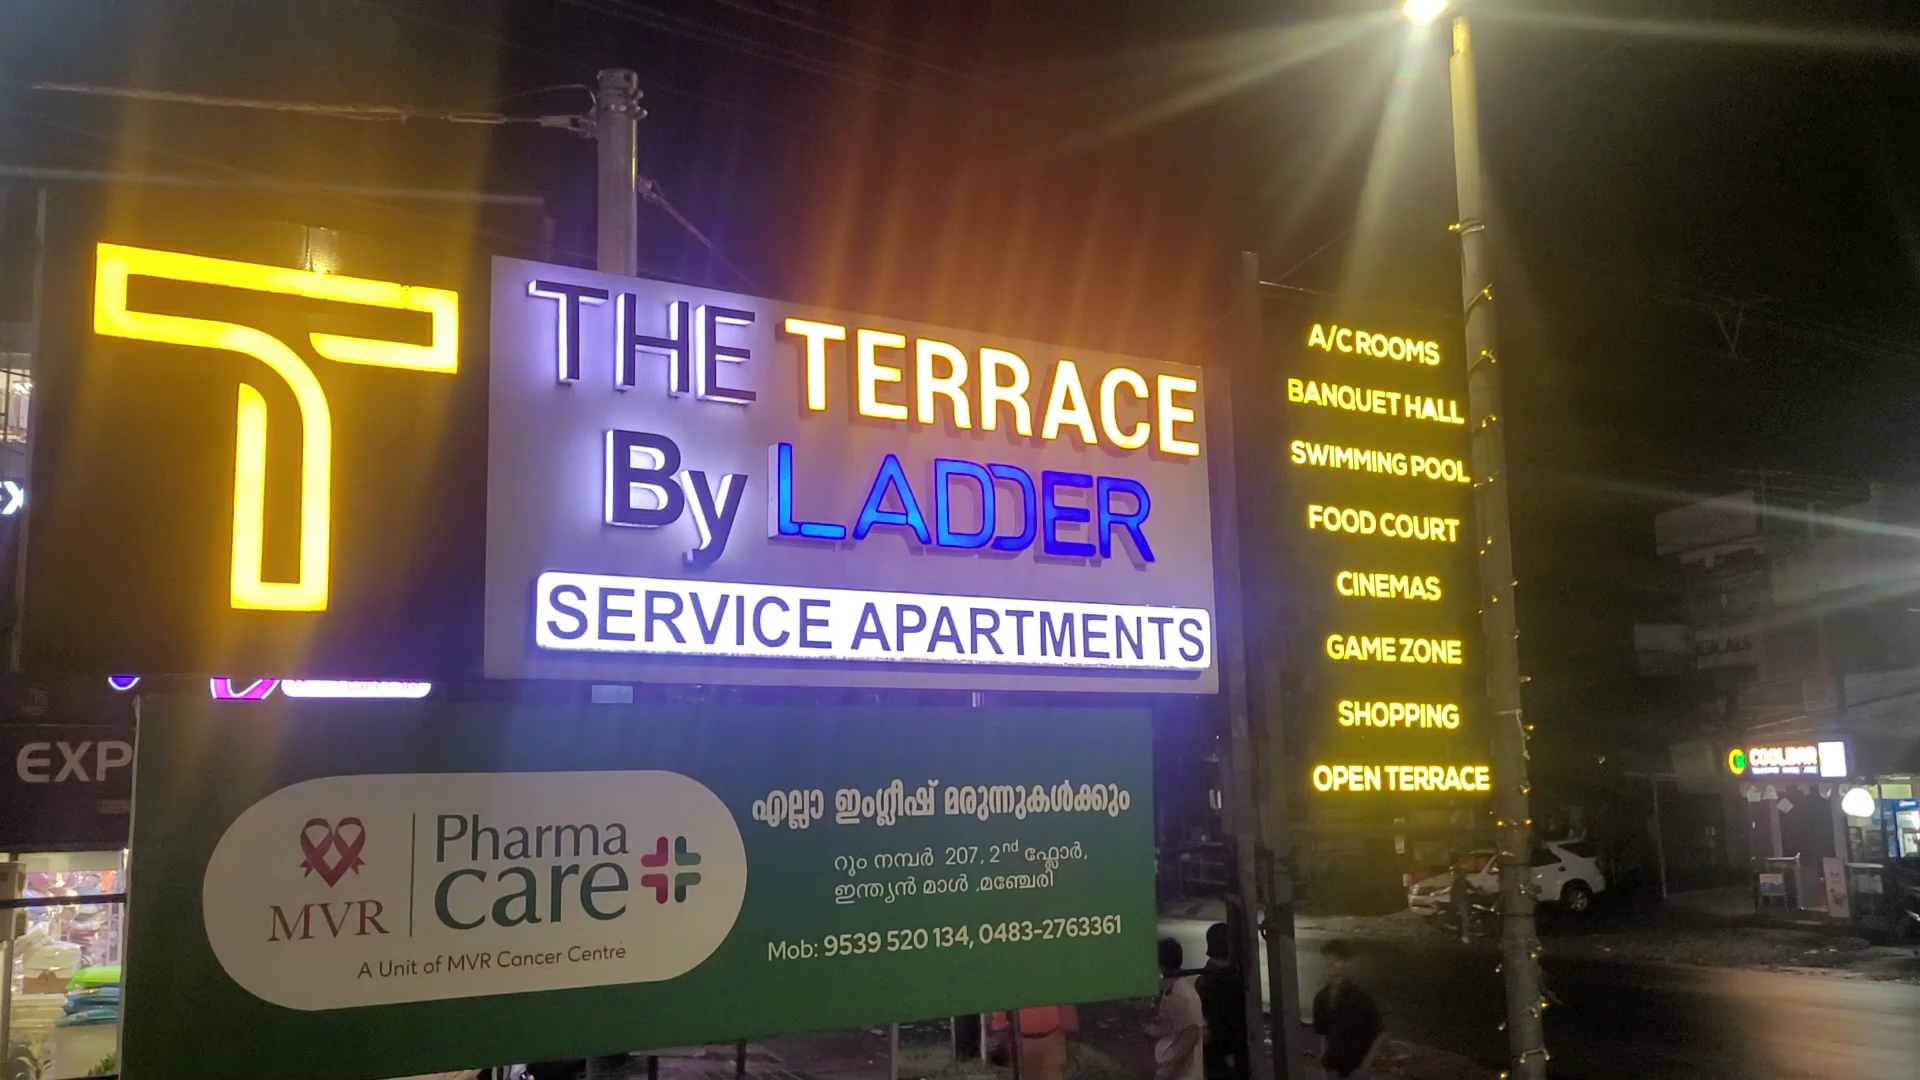 THE TERRACE
By LADDER
SERVICE APARTMENTS
A/C ROOMS
BANQUET HALL
SWIMMING POOL
FOOD COURT
CINEMAS
GAME ZONE
SHOPPING
OPEN TERRACE
EXP
MVR
Pharma
care
A Unit of MVR Cancer Centre
എല്ലാ ഇംഗ്ലീഷ് മരുന്നുകൾക്കും
റൂം നമ്പർ 207, 2nd ഫ്ലോർ,
ഇന്ത്യൻ മാൾ ,മഞ്ചേരി
Mob: 9539 520 134, 0483-2763361
COOLBAR